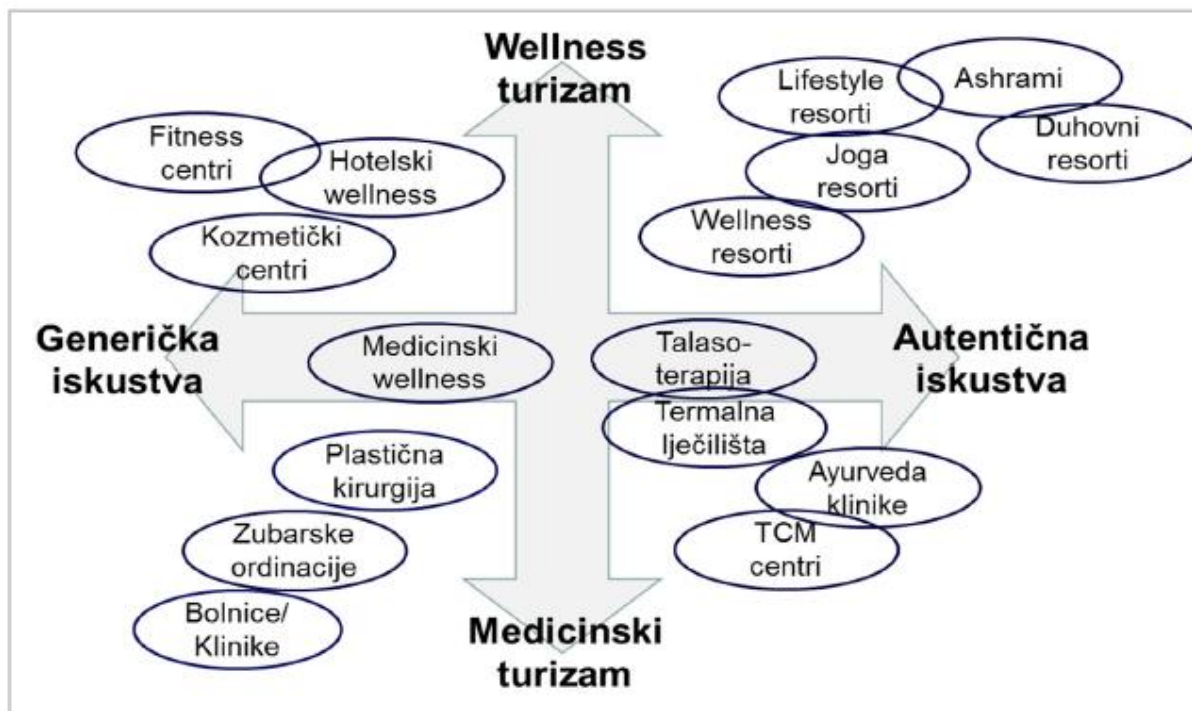 Wellness
turizam
Lifestyle
resorti
Ashrami
Fitness
centri
Hotelski
wellness
Joga
resorti
Duhovni
resorti
Kozmetički
centri
Wellness
resorti
Generička
iskustva
Medicinski
wellness
Talaso-
terapija
Autentična
iskustva
Termalna
lječilišta
Plastična
kirurgija
Ayurveda
klinike
Zubarske
ordinacije
TCM
centri
Bolnice/
Klinike
Medicinski
turizam